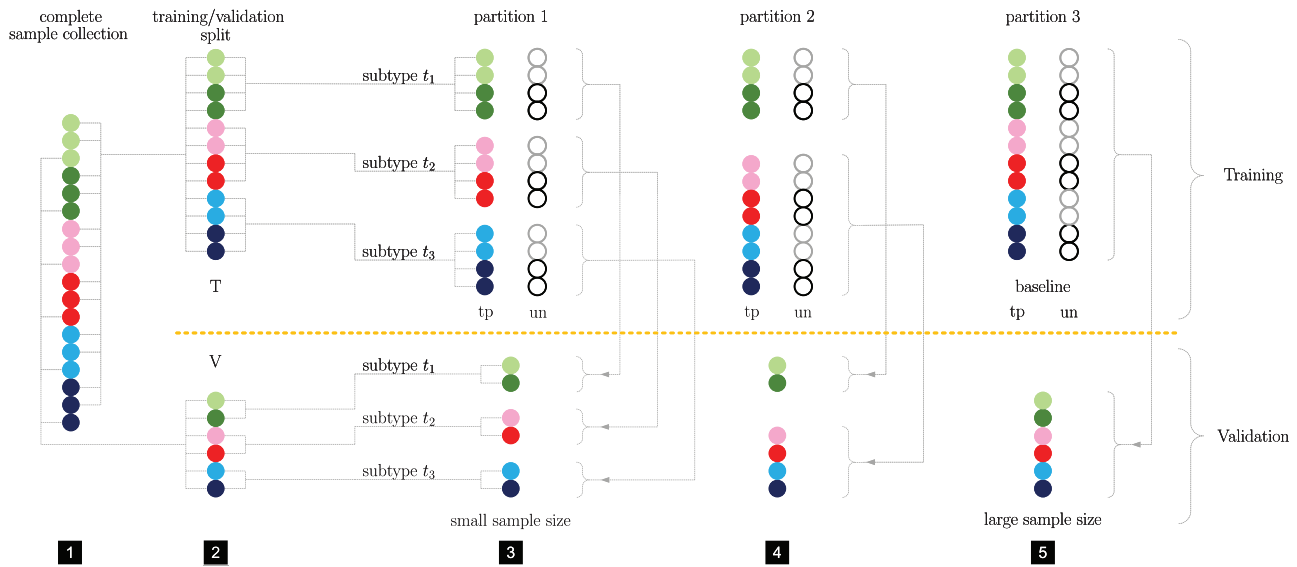 complete
sample collection
training/validation
split
partition 1
partition 2
partition 3
subtype t₁
subtype t₂
subtype t₃
T
tp un
tp un
baseline
tp un
Training
V
subtype t₁
subtype t₂
subtype t₃
Validation
small sample size
large sample size
1 2 3 4 5